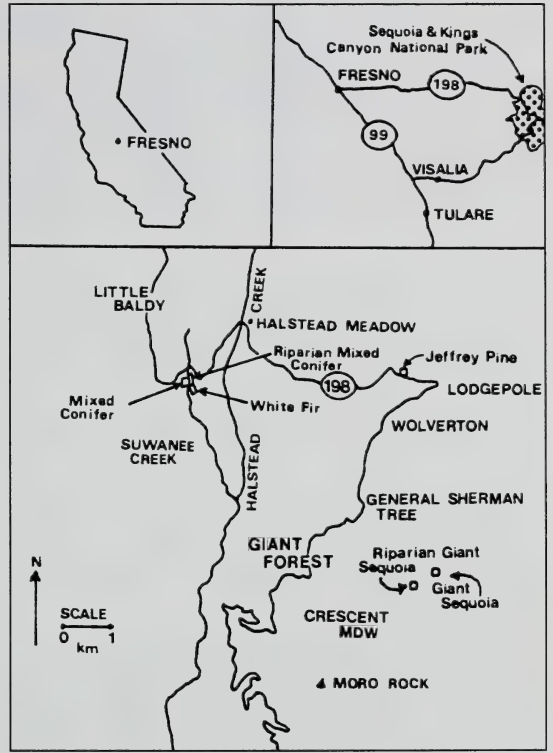 FRESNO
Sequoia & Kings
Canyon National Park
FRESNO
198
99
VISALIA
TULARE
LITTLE
BALDY
CREEK
HALSTEAD MEADOW
Riparian Mixed
Conifer
Jeffrey Pine
198
LODGEPOLE
Mixed
Conifer
White Fir
WOLVERTON
SUWANEE
CREEK
HALSTEAD
GENERAL SHERMAN
TREE
GIANT
FOREST
Riparian Giant
Sequoia
Giant
Sequoia
N
SCALE
0 1
km
CRESCENT
MDW
MORO ROCK